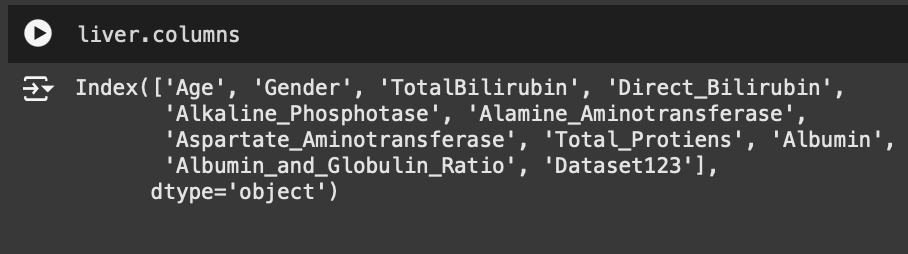 liver.columns
Index(['Age', 'Gender', 'TotalBilirubin', 'Direct_Bilirubin',
'Alkaline_Phosphotase', 'Alamine_Aminotransferase',
'Aspartate_Aminotransferase', 'Total_Protiens', 'Albumin',
'Albumin_and_Globulin_Ratio', 'Dataset123'],
dtype='object')